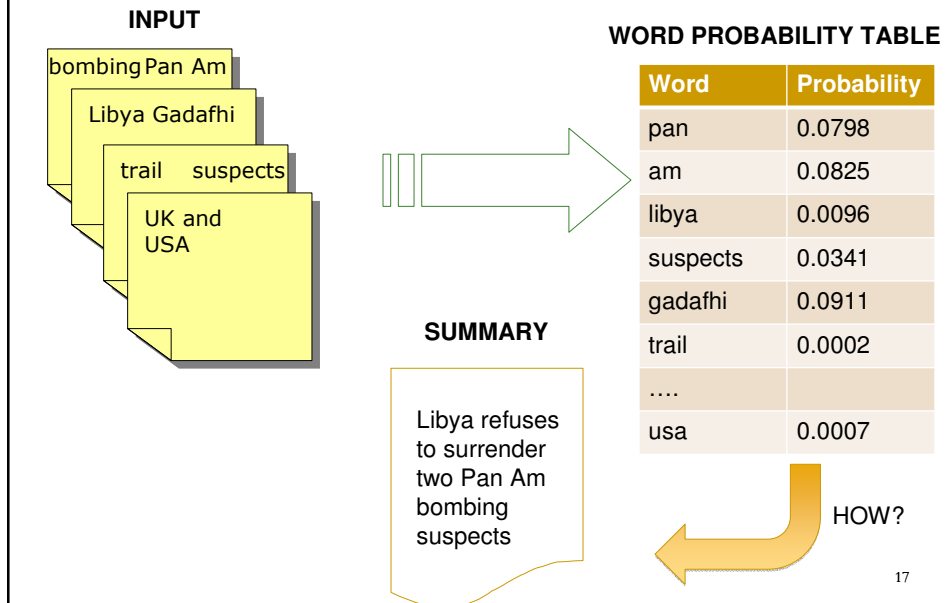 INPUT
bombing Pan Am
Libya Gadafhi
trail suspects
UK and
USA
WORD PROBABILITY TABLE
Word Probability
pan 0.0798
am 0.0825
libya 0.0096
suspects 0.0341
gadafhi 0.0911
trail 0.0002
….
usa 0.0007
SUMMARY
Libya refuses
to surrender
two Pan Am
bombing
suspects
HOW?
17